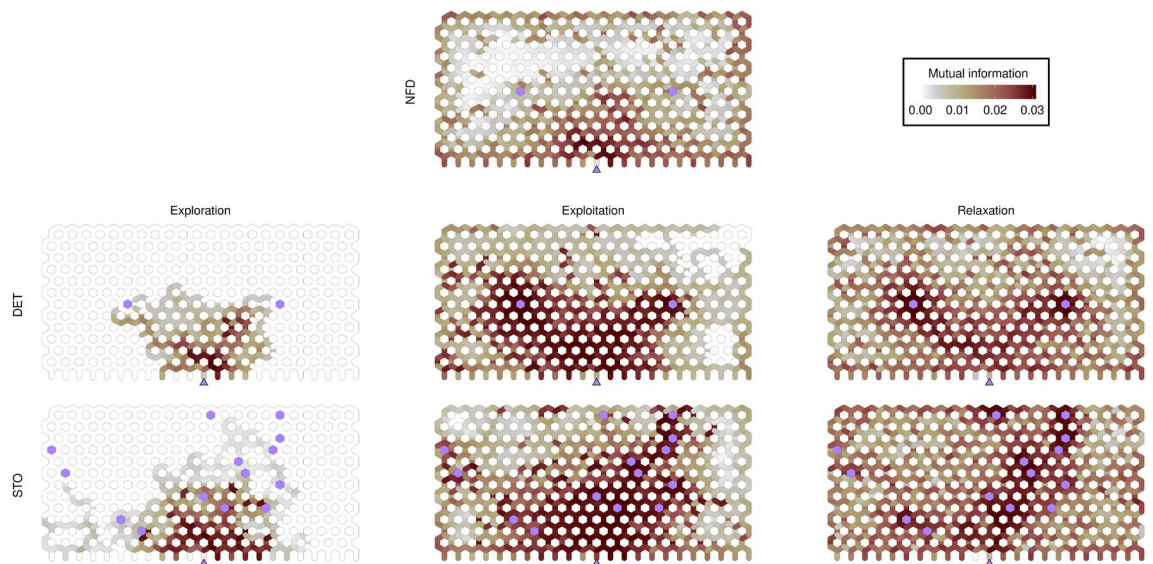 NFD
Mutual information
0.00 0.01 0.02 0.03
Exploration Exploitation Relaxation
DET
STO